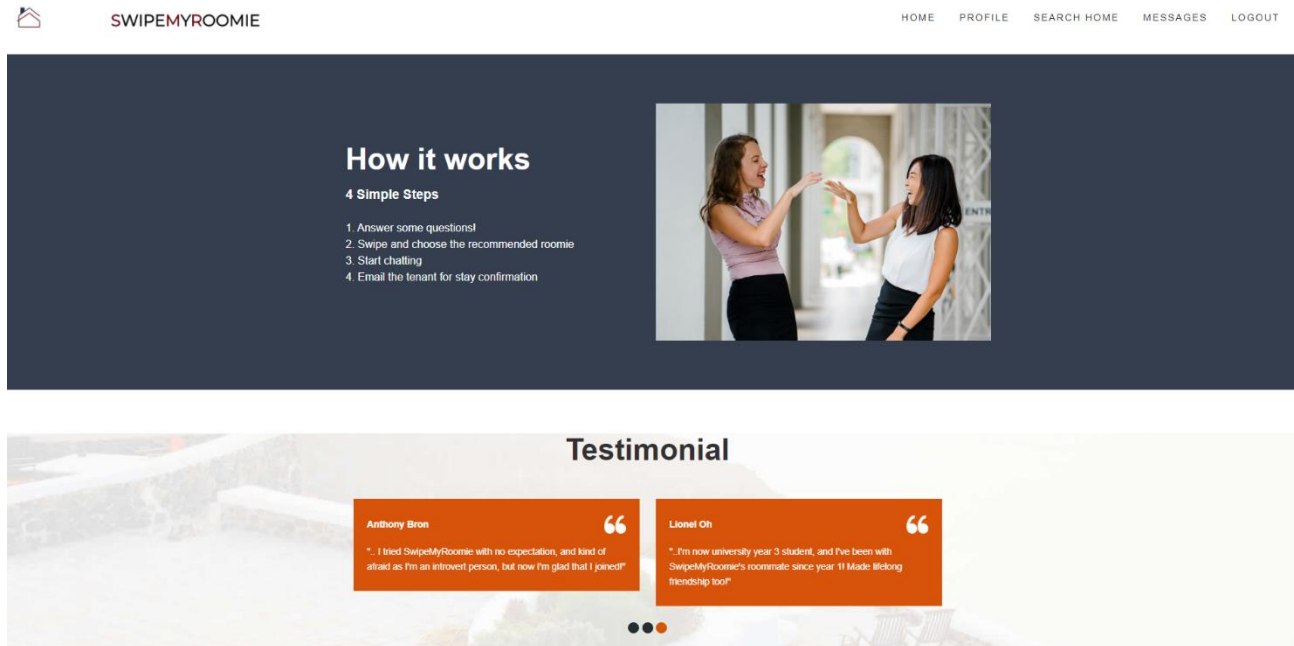 SWIPEMYROOMIE
HOME PROFILE SEARCH HOME MESSAGES LOGOUT
How it works
4 Simple Steps
1. Answer some questions!
2. Swipe and choose the recommended roomie
3. Start chatting
4. Email the tenant for stay confirmation
ENTR
Testimonial
Anthony Bron
".. I tried SwipeMyRoomie with no expectation, and kind of
afraid as I'm an introvert person, but now I'm glad that I joined!"
Lionel Oh
"..I'm now university year 3 student, and I've been with
SwipeMyRoomie's roommate since year 1! Made lifelong
friendship too!"